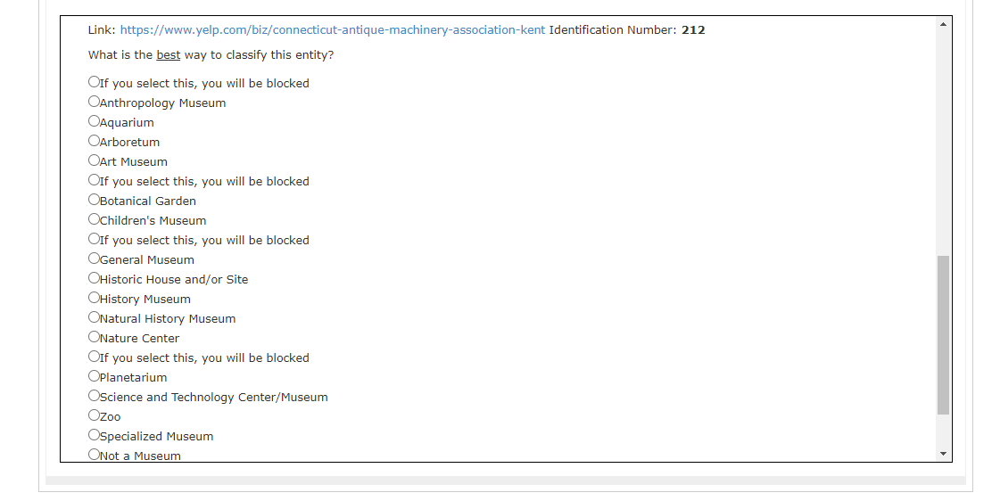 Link: https://www.yelp.com/biz/connecticut-antique-machinery-association-kent Identification Number: 212
What is the best way to classify this entity?
If you select this, you will be blocked
Anthropology Museum
Aquarium
Arboretum
Art Museum
If you select this, you will be blocked
Botanical Garden
Children's Museum
If you select this, you will be blocked
General Museum
Historic House and/or Site
History Museum
Natural History Museum
Nature Center
If you select this, you will be blocked
Planetarium
Science and Technology Center/Museum
Zoo
Specialized Museum
Not a Museum